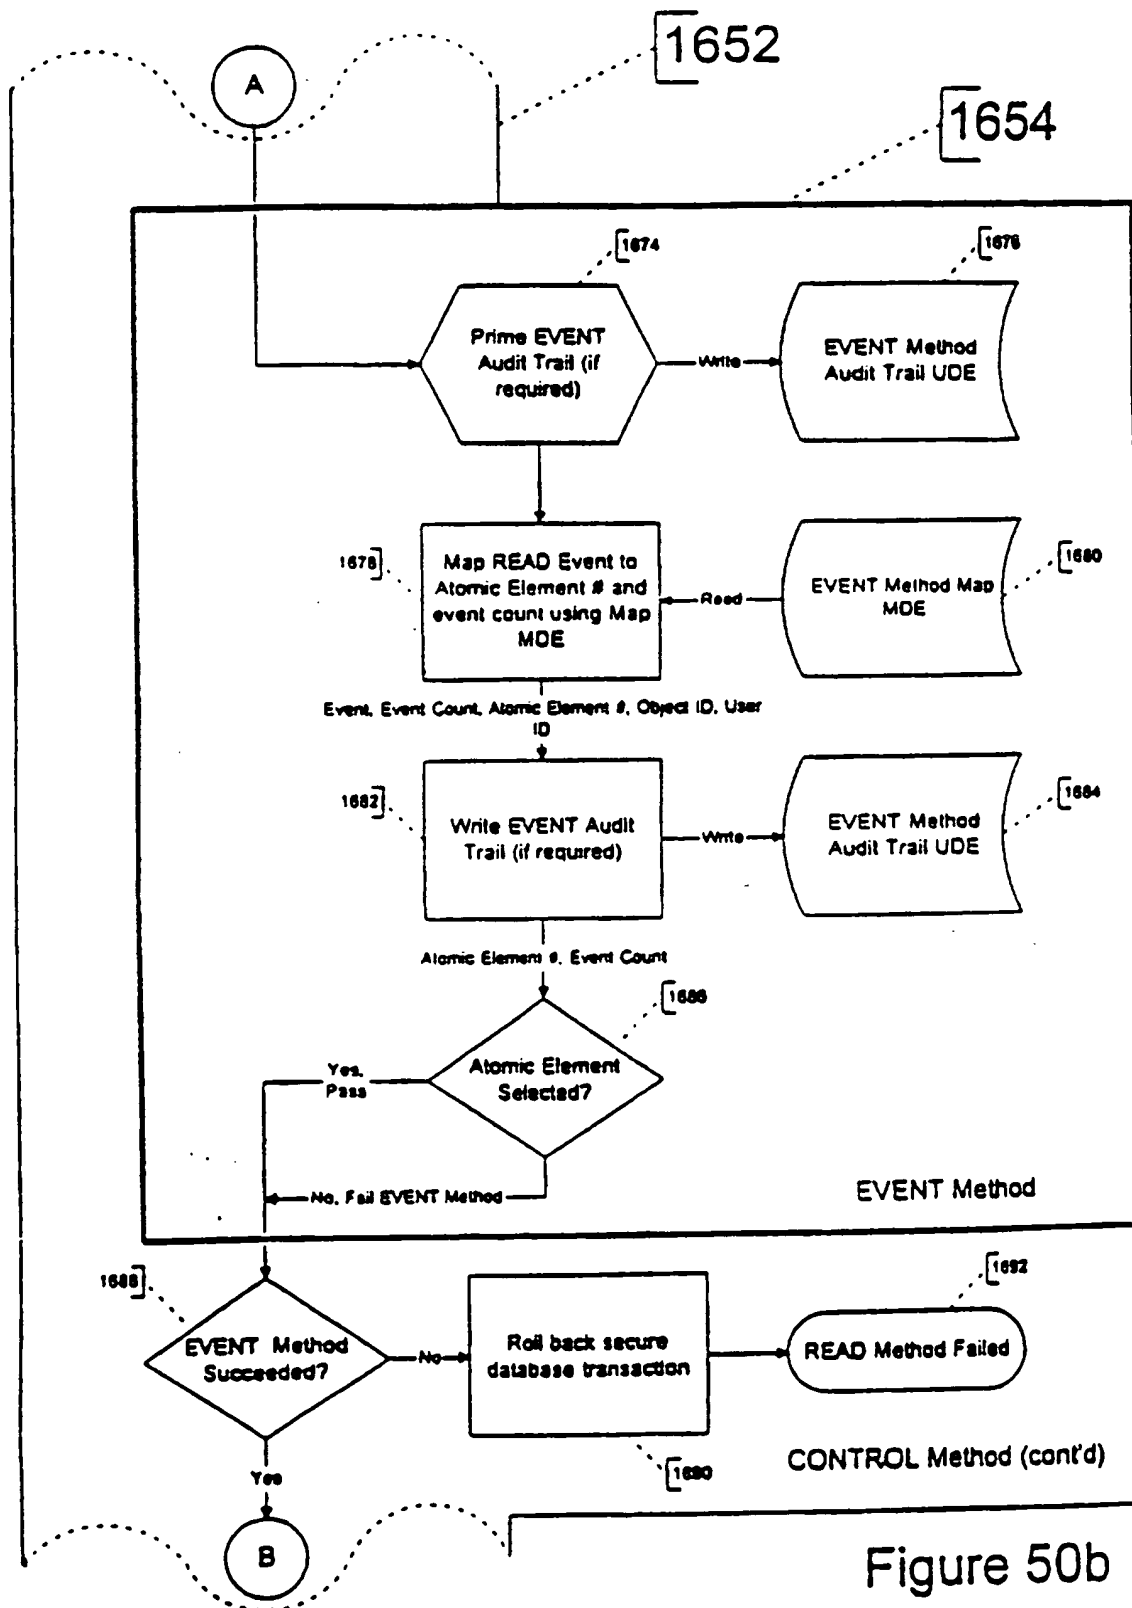 1652
A
1654
1674
1676
Prime EVENT
Audit Trail (if
required)
Write
EVENT Method
Audit Trail UDE
1678
Map READ Event to
Atomic Element # and
event count using Map
MDE
Read
EVENT Method Map
MDE
1680
Event, Event Count, Atomic Element #, Object ID, User
ID
1682
Write EVENT Audit
Trail (if required)
Write
EVENT Method
Audit Trail UDE
1684
Atomic Element #, Event Count
1686
Atomic Element
Selected?
Yes,
Pass
No, Fail EVENT Method
EVENT Method
1688
EVENT Method
Succeeded?
No
Roll back secure
database transaction
1692
READ Method Failed
1690
CONTROL Method (cont'd)
Yes
B
Figure 50b